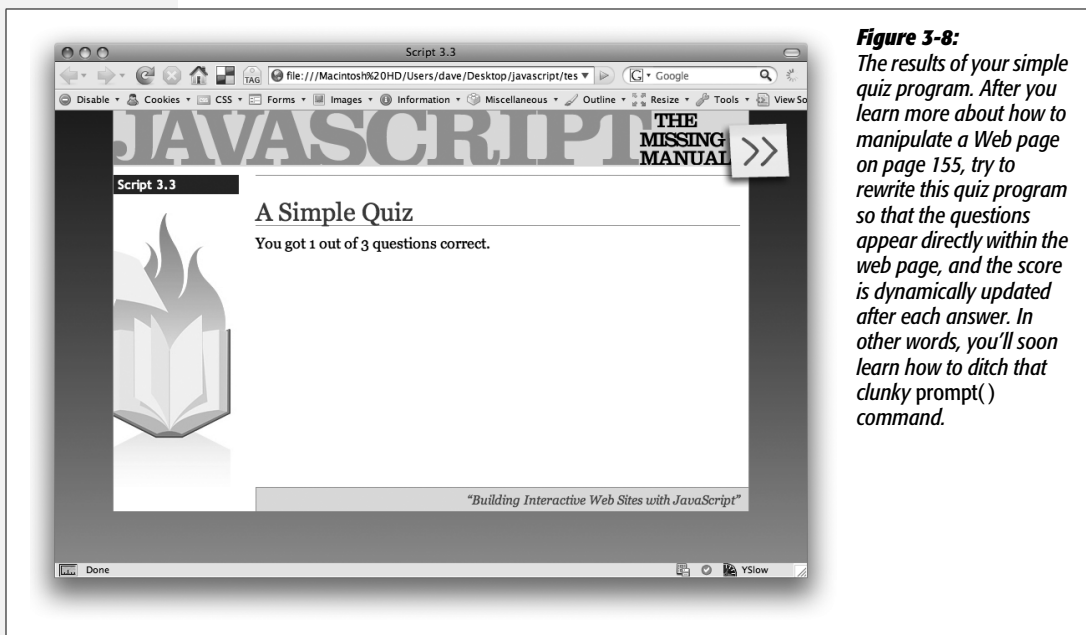 Script 3.3
TAG
file:///Macintosh%20HD/Users/dave/Desktop/javascript/tes
G
Google
Disable
Cookies
CSS
Forms
Images
Information
Miscellaneous
Outline
Resize
Tools
View So
JAVASCRIPT
THE
MISSING
MANUAL
>>
Script 3.3
A Simple Quiz
You got 1 out of 3 questions correct.
“Building Interactive Web Sites with JavaScript”
Done
YSlow
Figure 3-8:
The results of your simple
quiz program. After you
learn more about how to
manipulate a Web page
on page 155, try to
rewrite this quiz program
so that the questions
appear directly within the
web page, and the score
is dynamically updated
after each answer. In
other words, you’ll soon
learn how to ditch that
clunky prompt( )
command.